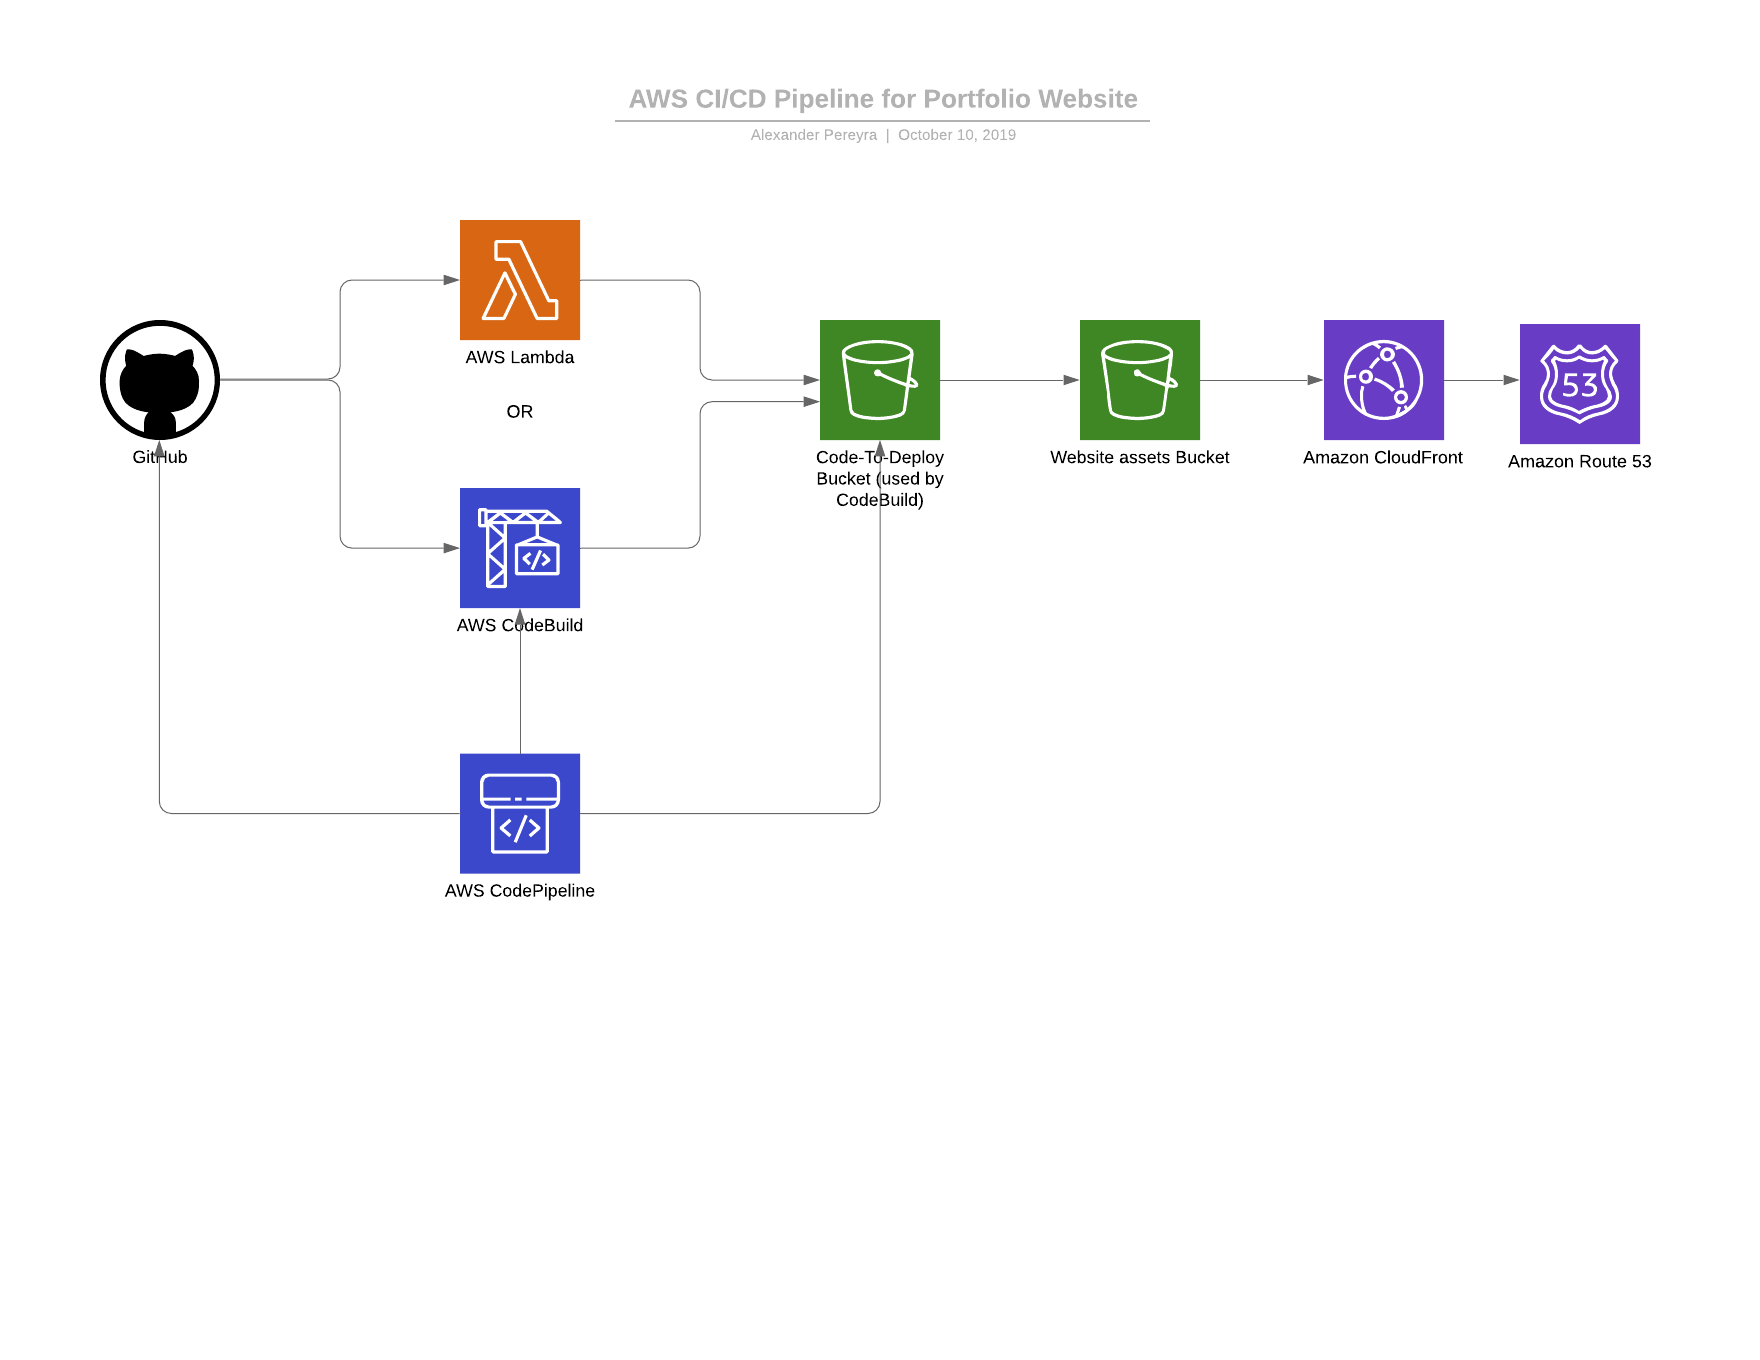 AWS CI/CD Pipeline for Portfolio Website
Alexander Pereyra | October 10, 2019
AWS Lambda
OR
GitHub
AWS CodeBuild
AWS CodePipeline
Code-To-Deploy
Bucket (used by
CodeBuild)
Website assets Bucket
Amazon CloudFront
53
Amazon Route 53